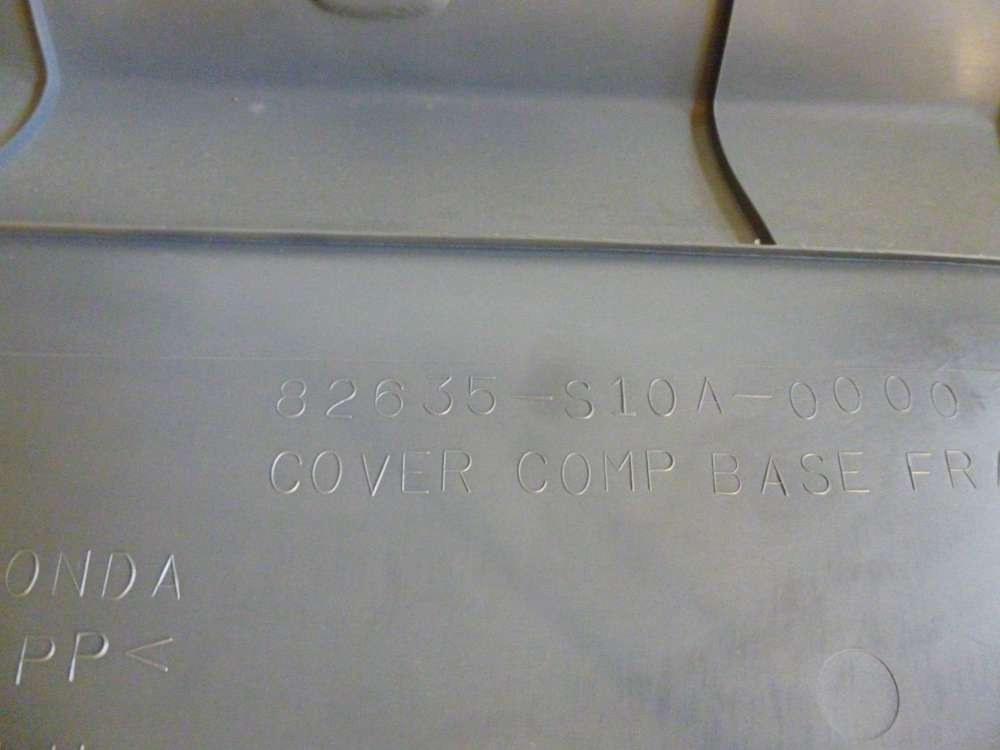 82635-S10A-0000
COVER COMP BASE FR
ONDA
PP<